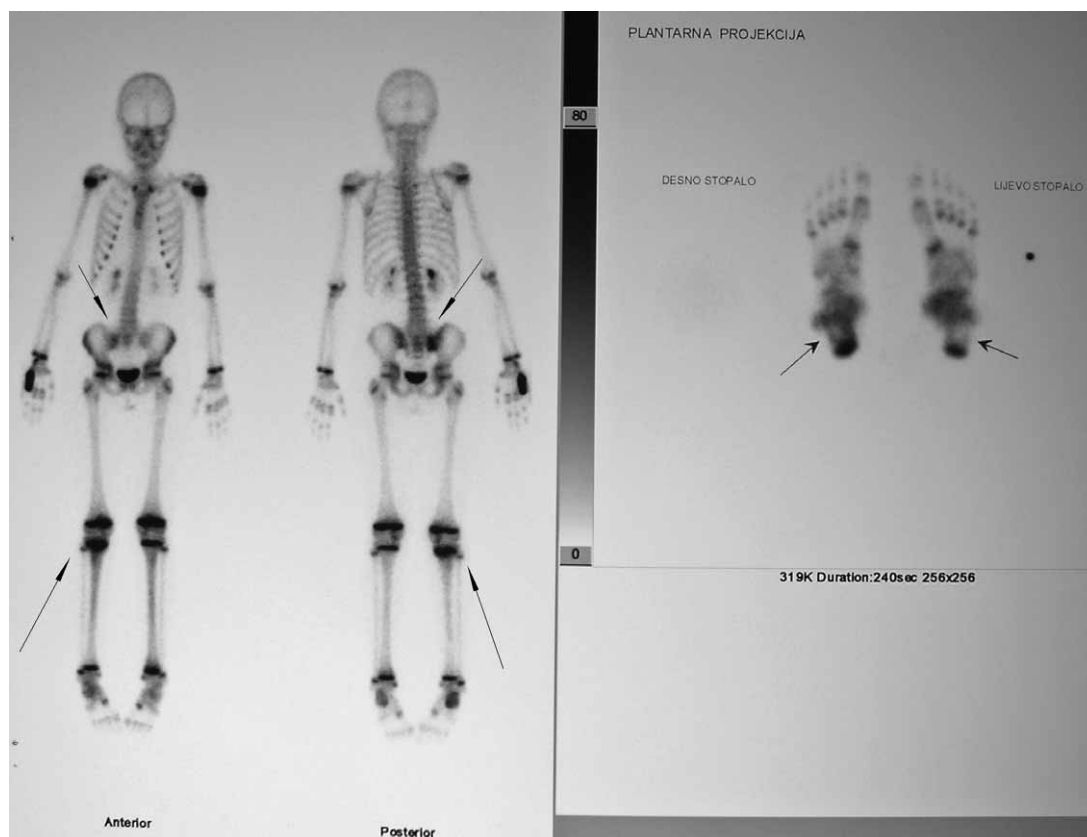 PLANTARNA PROJEKCIJA
80
DESNO STOPALO
LIJEVO STOPALO
0
319K Duration:240sec 256x256
Anterior
Posterior